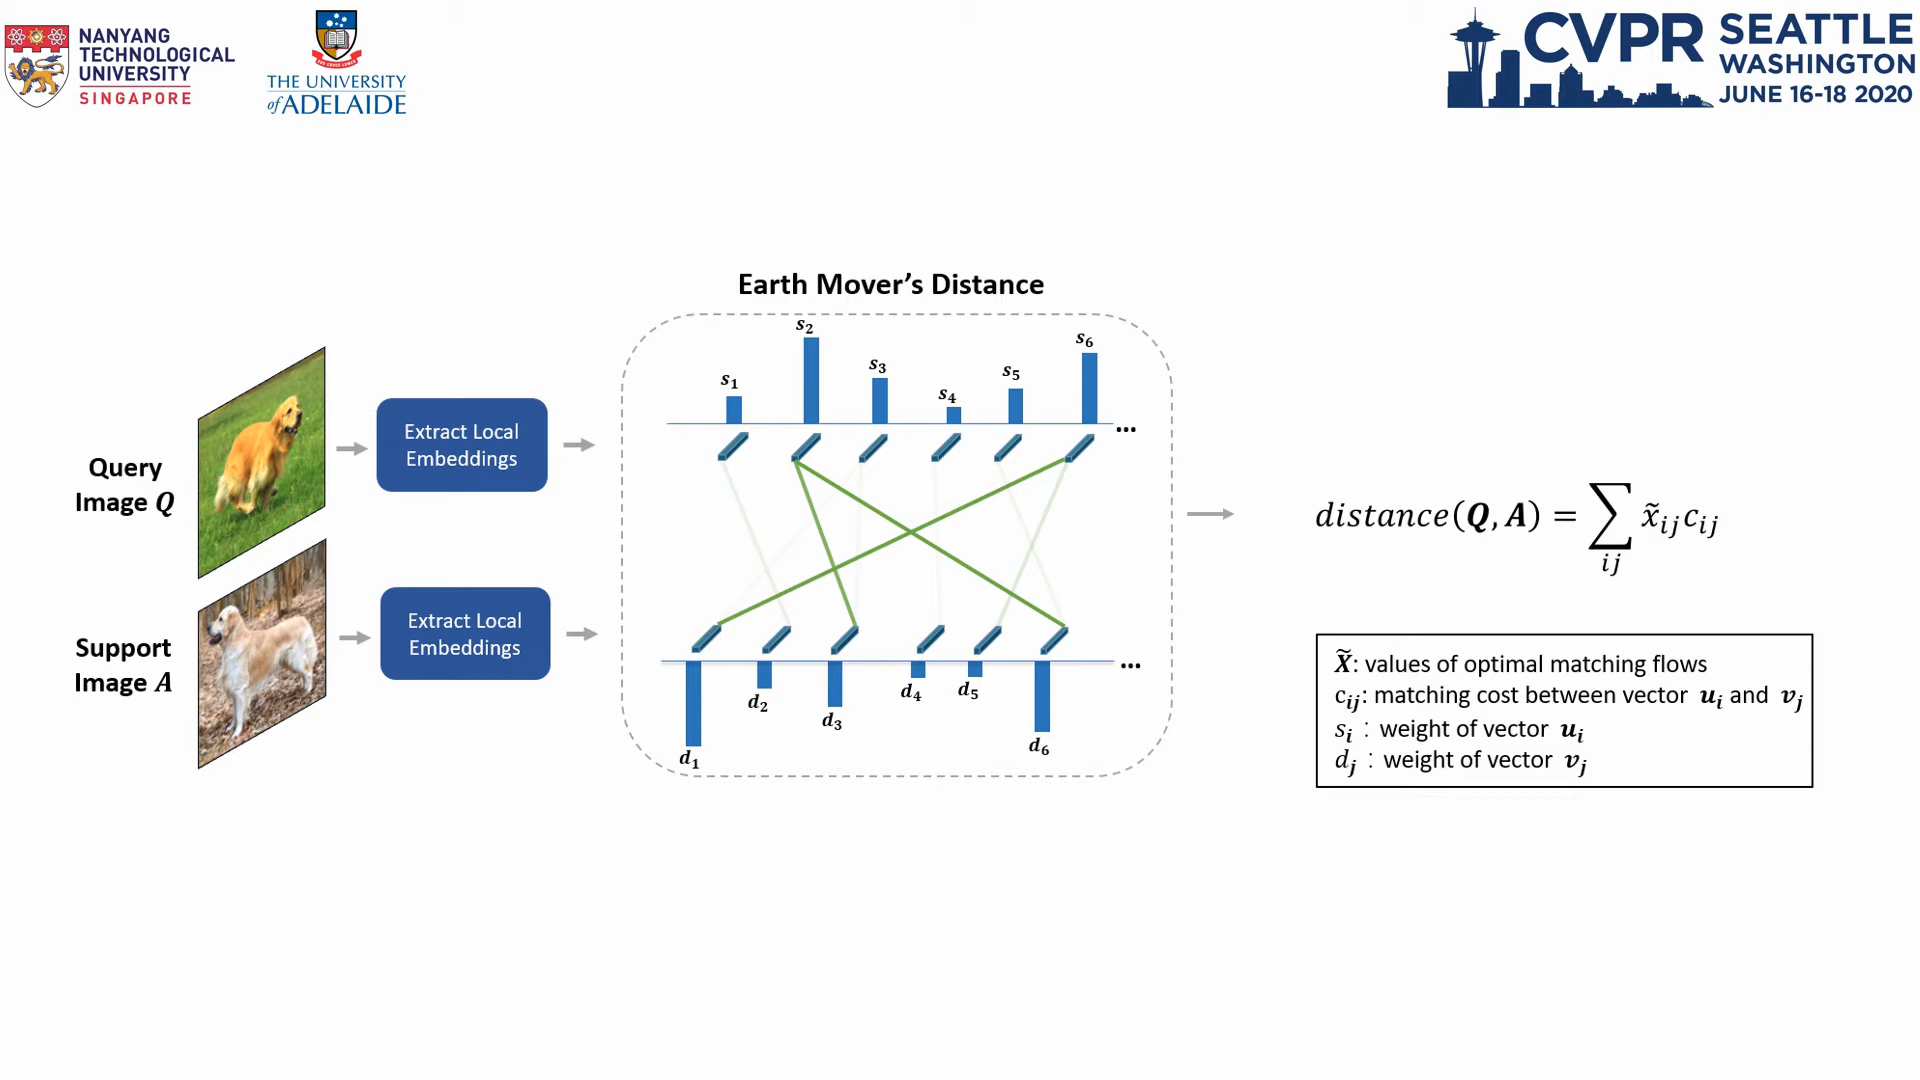 NANYANG
TECHNOLOGICAL
UNIVERSITY
SINGAPORE
THE UNIVERSITY
of ADELAIDE
CVPR SEATTLE
WASHINGTON
JUNE 16-18 2020
Earth Mover’s Distance
s₁ s₂ s₃ s₄ s₅ s₆ ...
Query
Image Q
Extract Local
Embeddings
Support
Image A
Extract Local
Embeddings
d₁ d₂ d₃ d₄ d₅ d₆ ...
distance(Q, A) = ∑ᵢⱼ x̃ᵢⱼcᵢⱼ
X̃: values of optimal matching flows
cᵢⱼ: matching cost between vector uᵢ and vⱼ
sᵢ : weight of vector uᵢ
dⱼ : weight of vector vⱼ